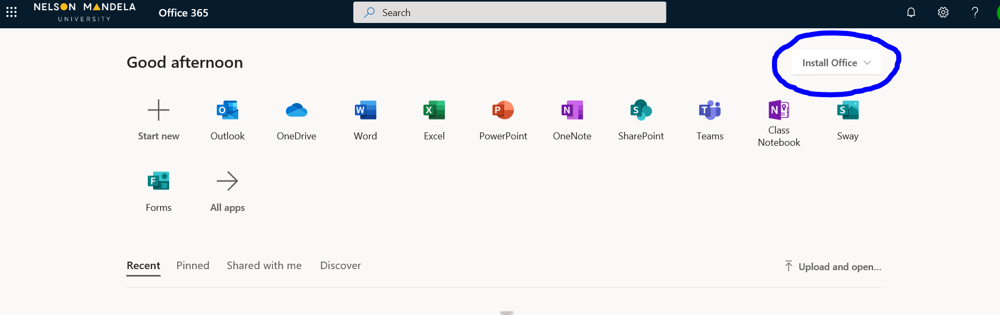 NELSON MANDELA
UNIVERSITY
Office 365
Search
Good afternoon
Install Office
Start new
Outlook
OneDrive
Word
Excel
PowerPoint
OneNote
SharePoint
Teams
Class
Notebook
Sway
Forms
All apps
Recent Pinned Shared with me Discover
Upload and open...